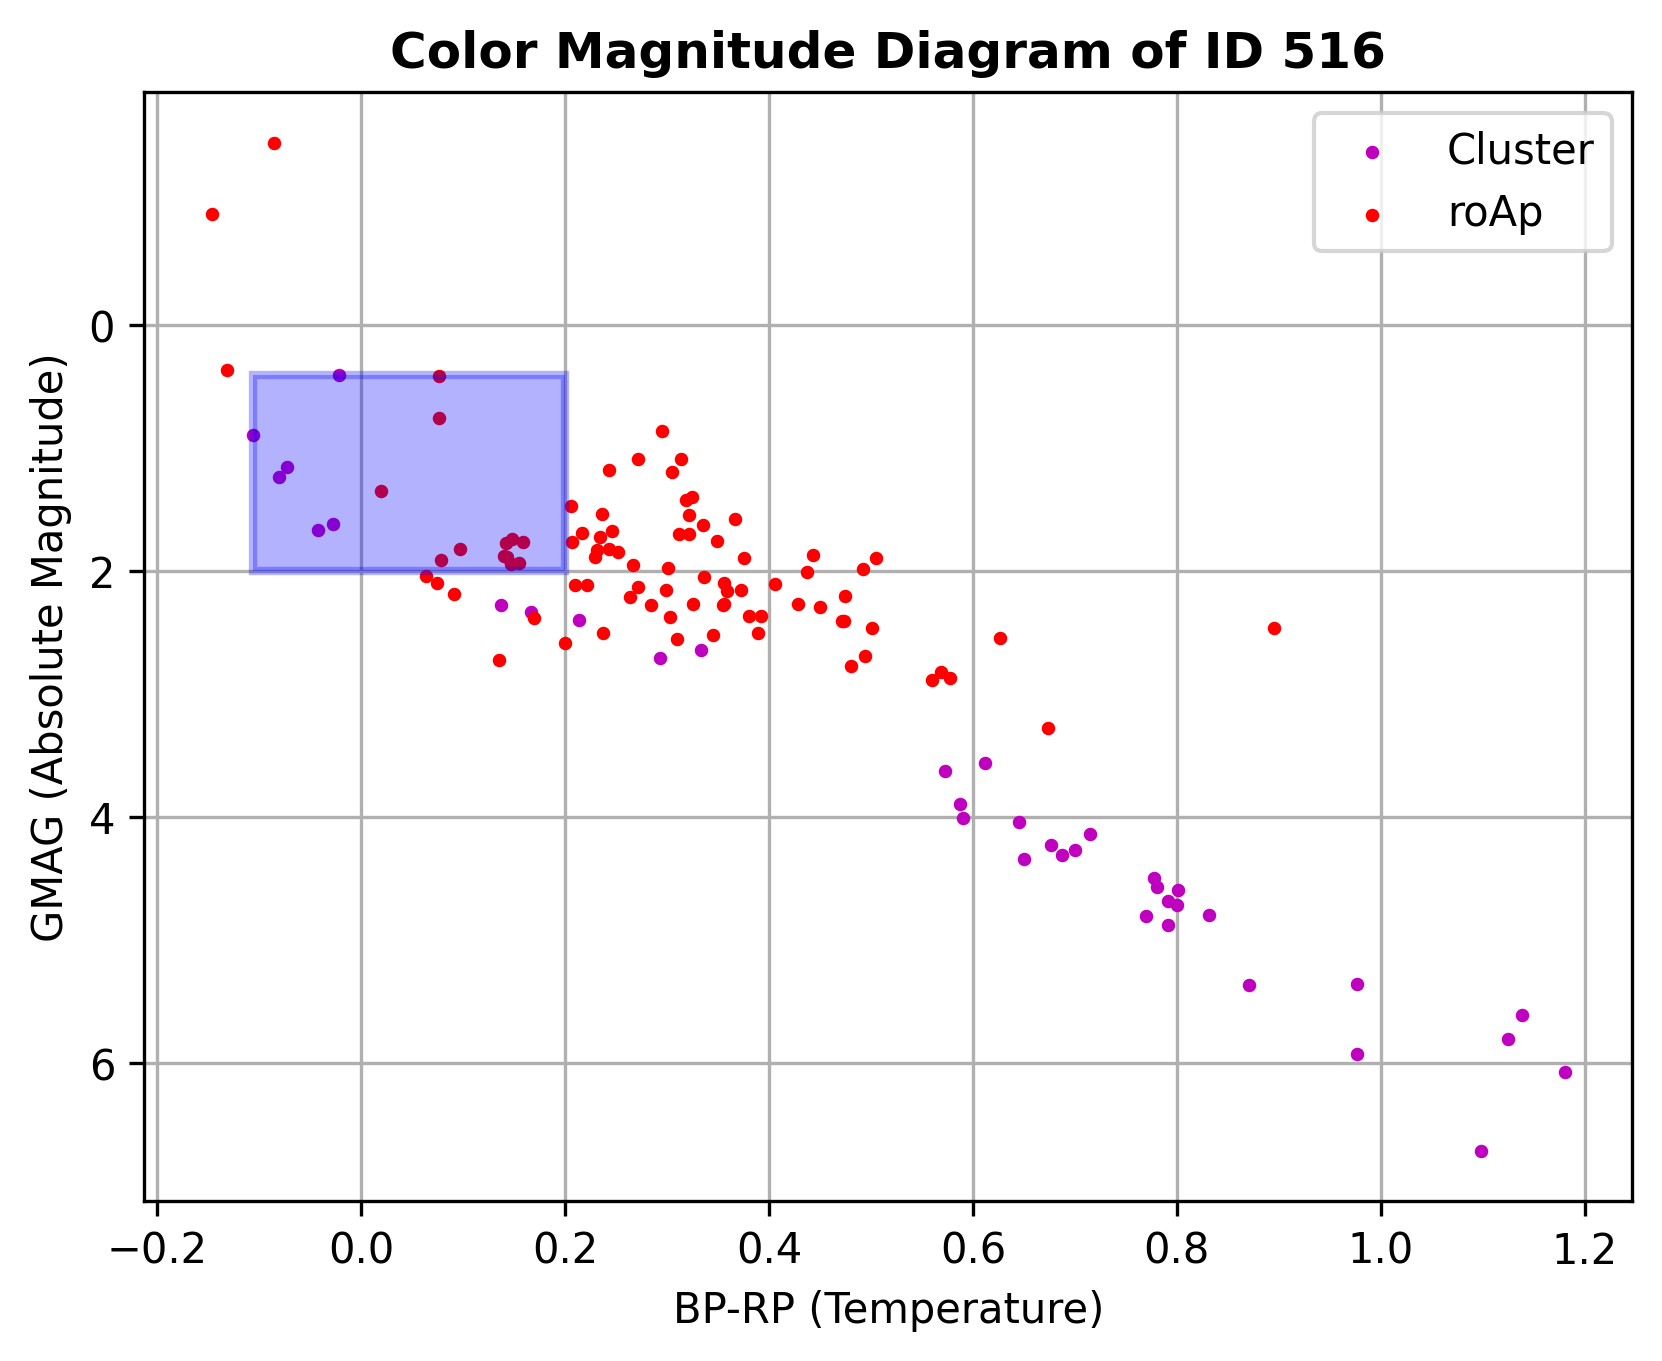 Color Magnitude Diagram of ID 516
Cluster
roAp
GMAG (Absolute Magnitude)
0
2
4
6
−0.2 0.0 0.2 0.4 0.6 0.8 1.0 1.2
BP-RP (Temperature)